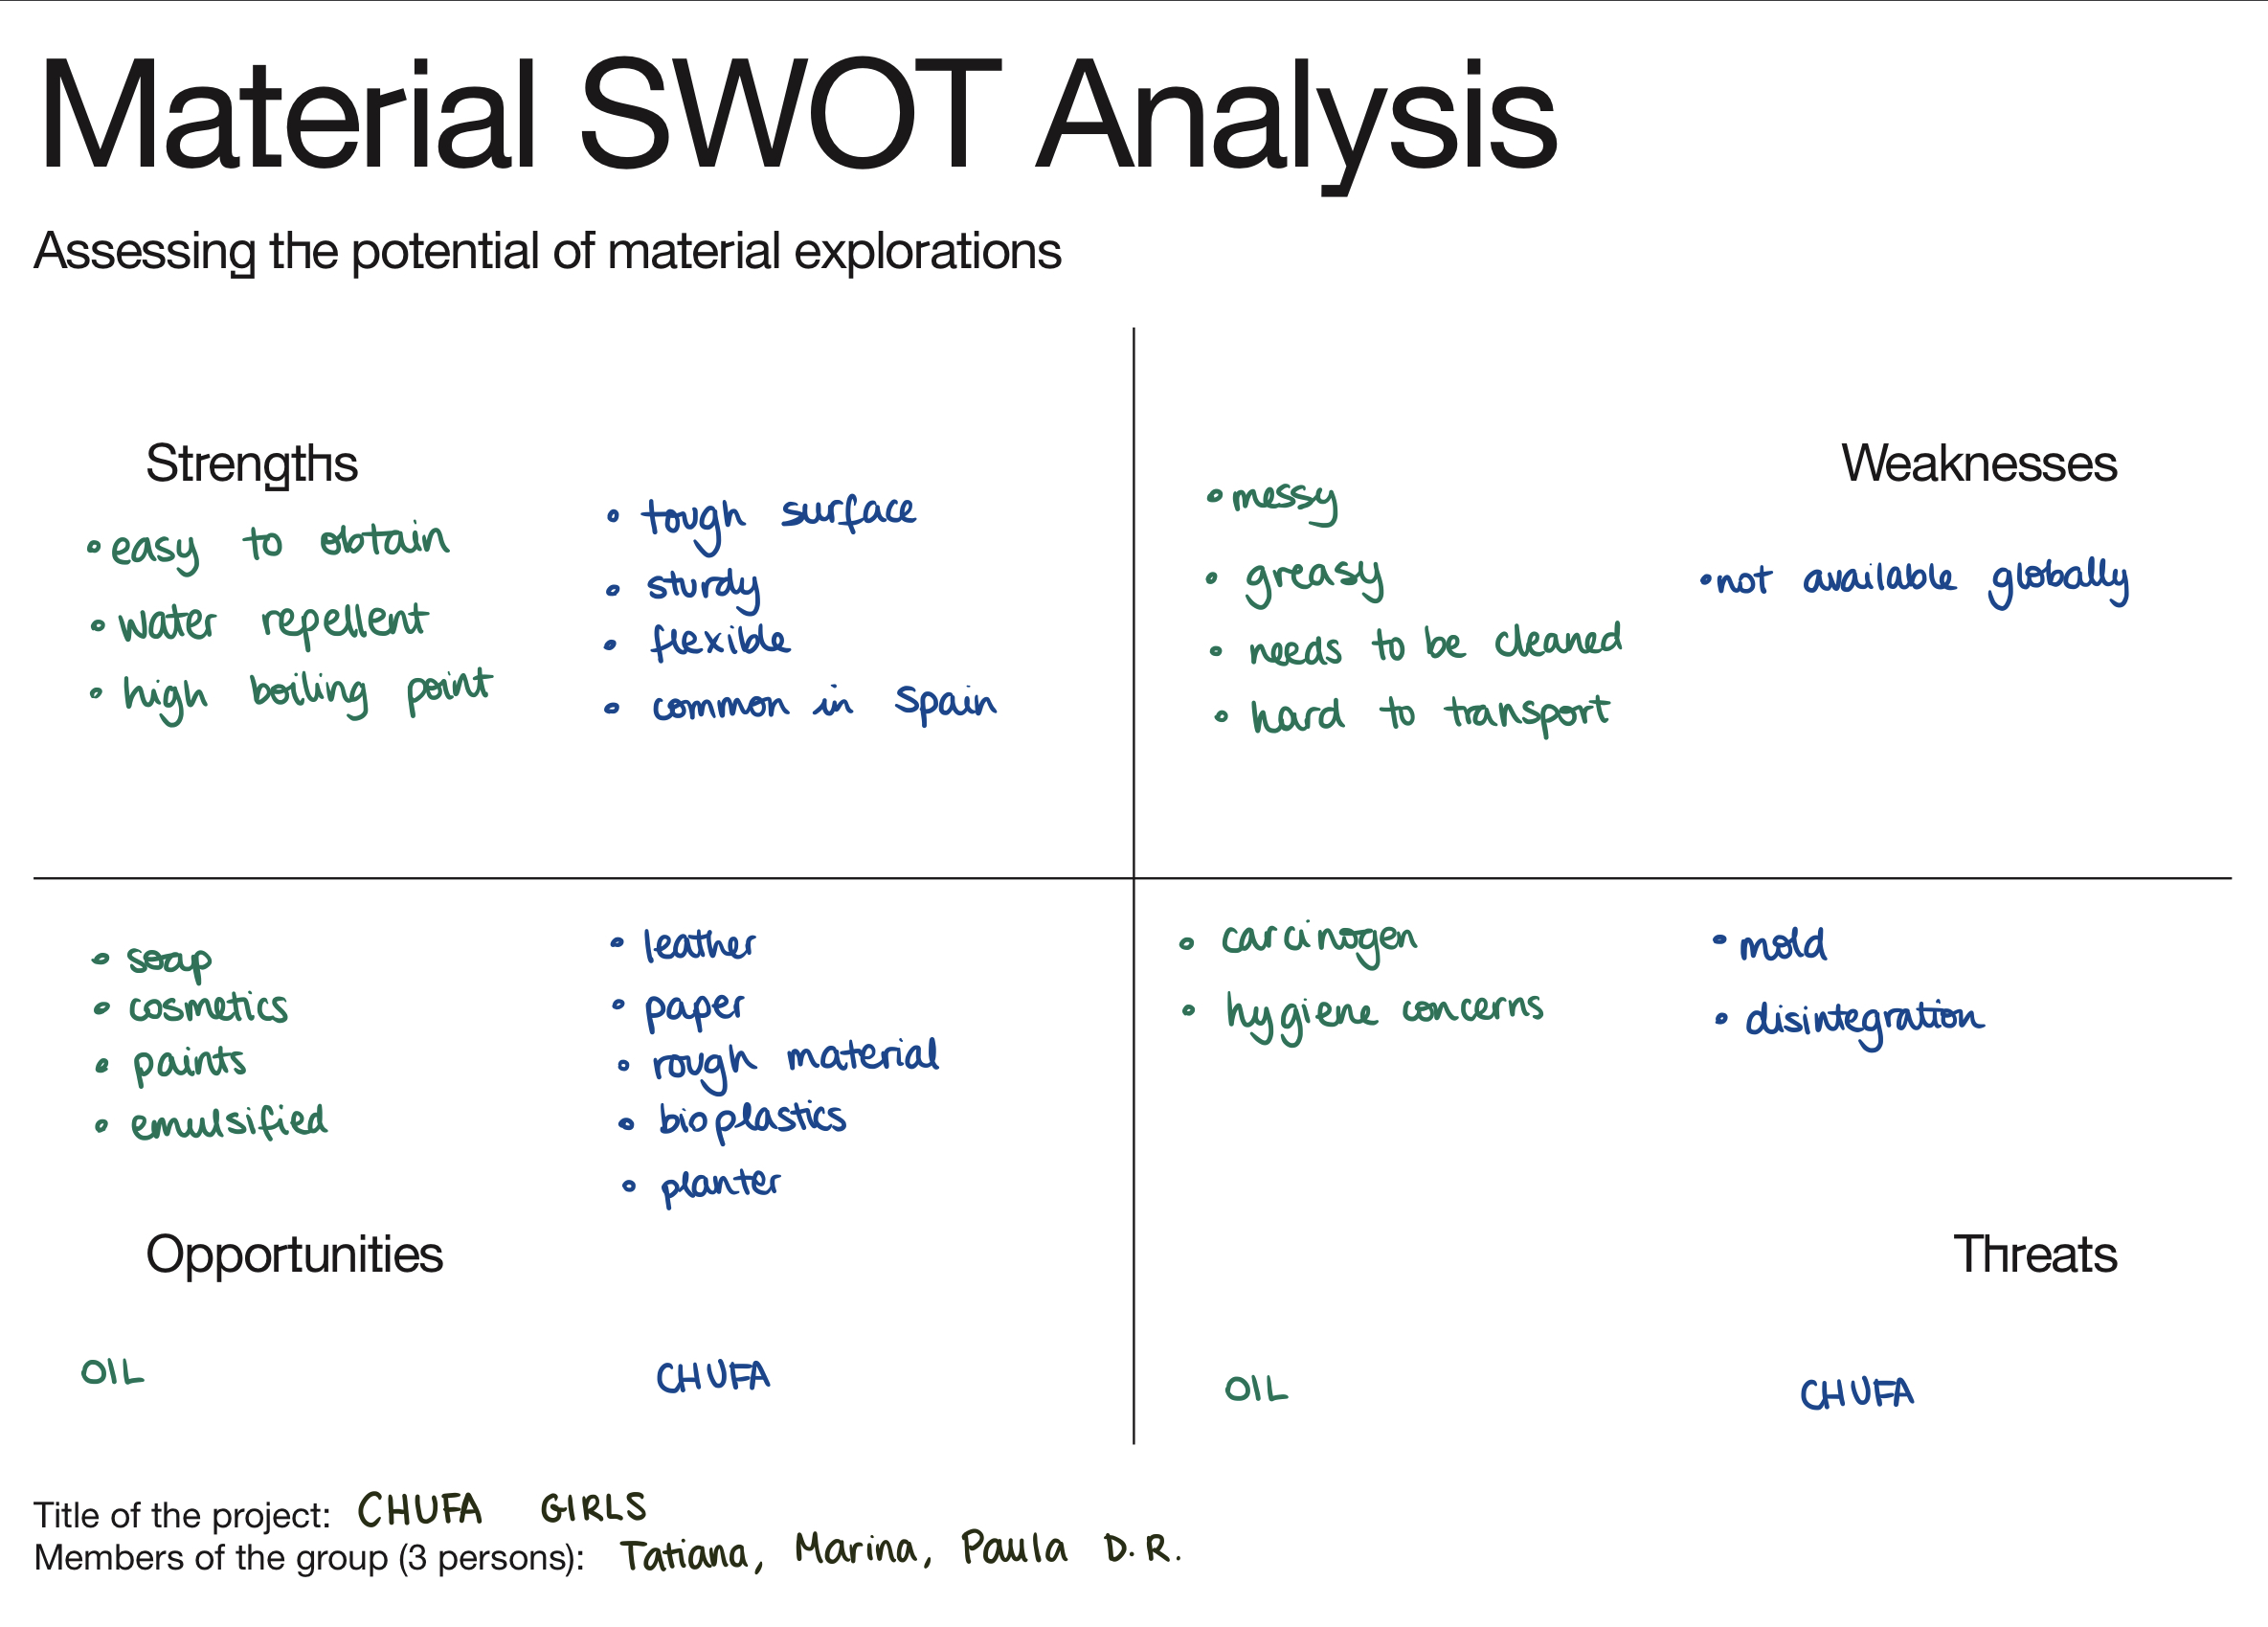 Material SWOT Analysis
Assessing the potential of material explorations
Strengths
• easy to obtain
• water repellent
• high boiling point
• tough surface
• sturdy
• flexible
• common in spain
Weaknesses
• messy
• greasy
• needs to be cleaned
• hard to transport
• not available globally
• soap
• cosmetics
• paints
• emulsified
• leather
• paper
• rough material
• bioplastics
• planter
Opportunities
OIL
CHUFA
• carcinogen
• hygiene concerns
• mold
• disintegration
Threats
OIL
CHUFA
Title of the project: CHUFA GIRLS
Members of the group (3 persons): Tatiana, Marina, Paula D.R.